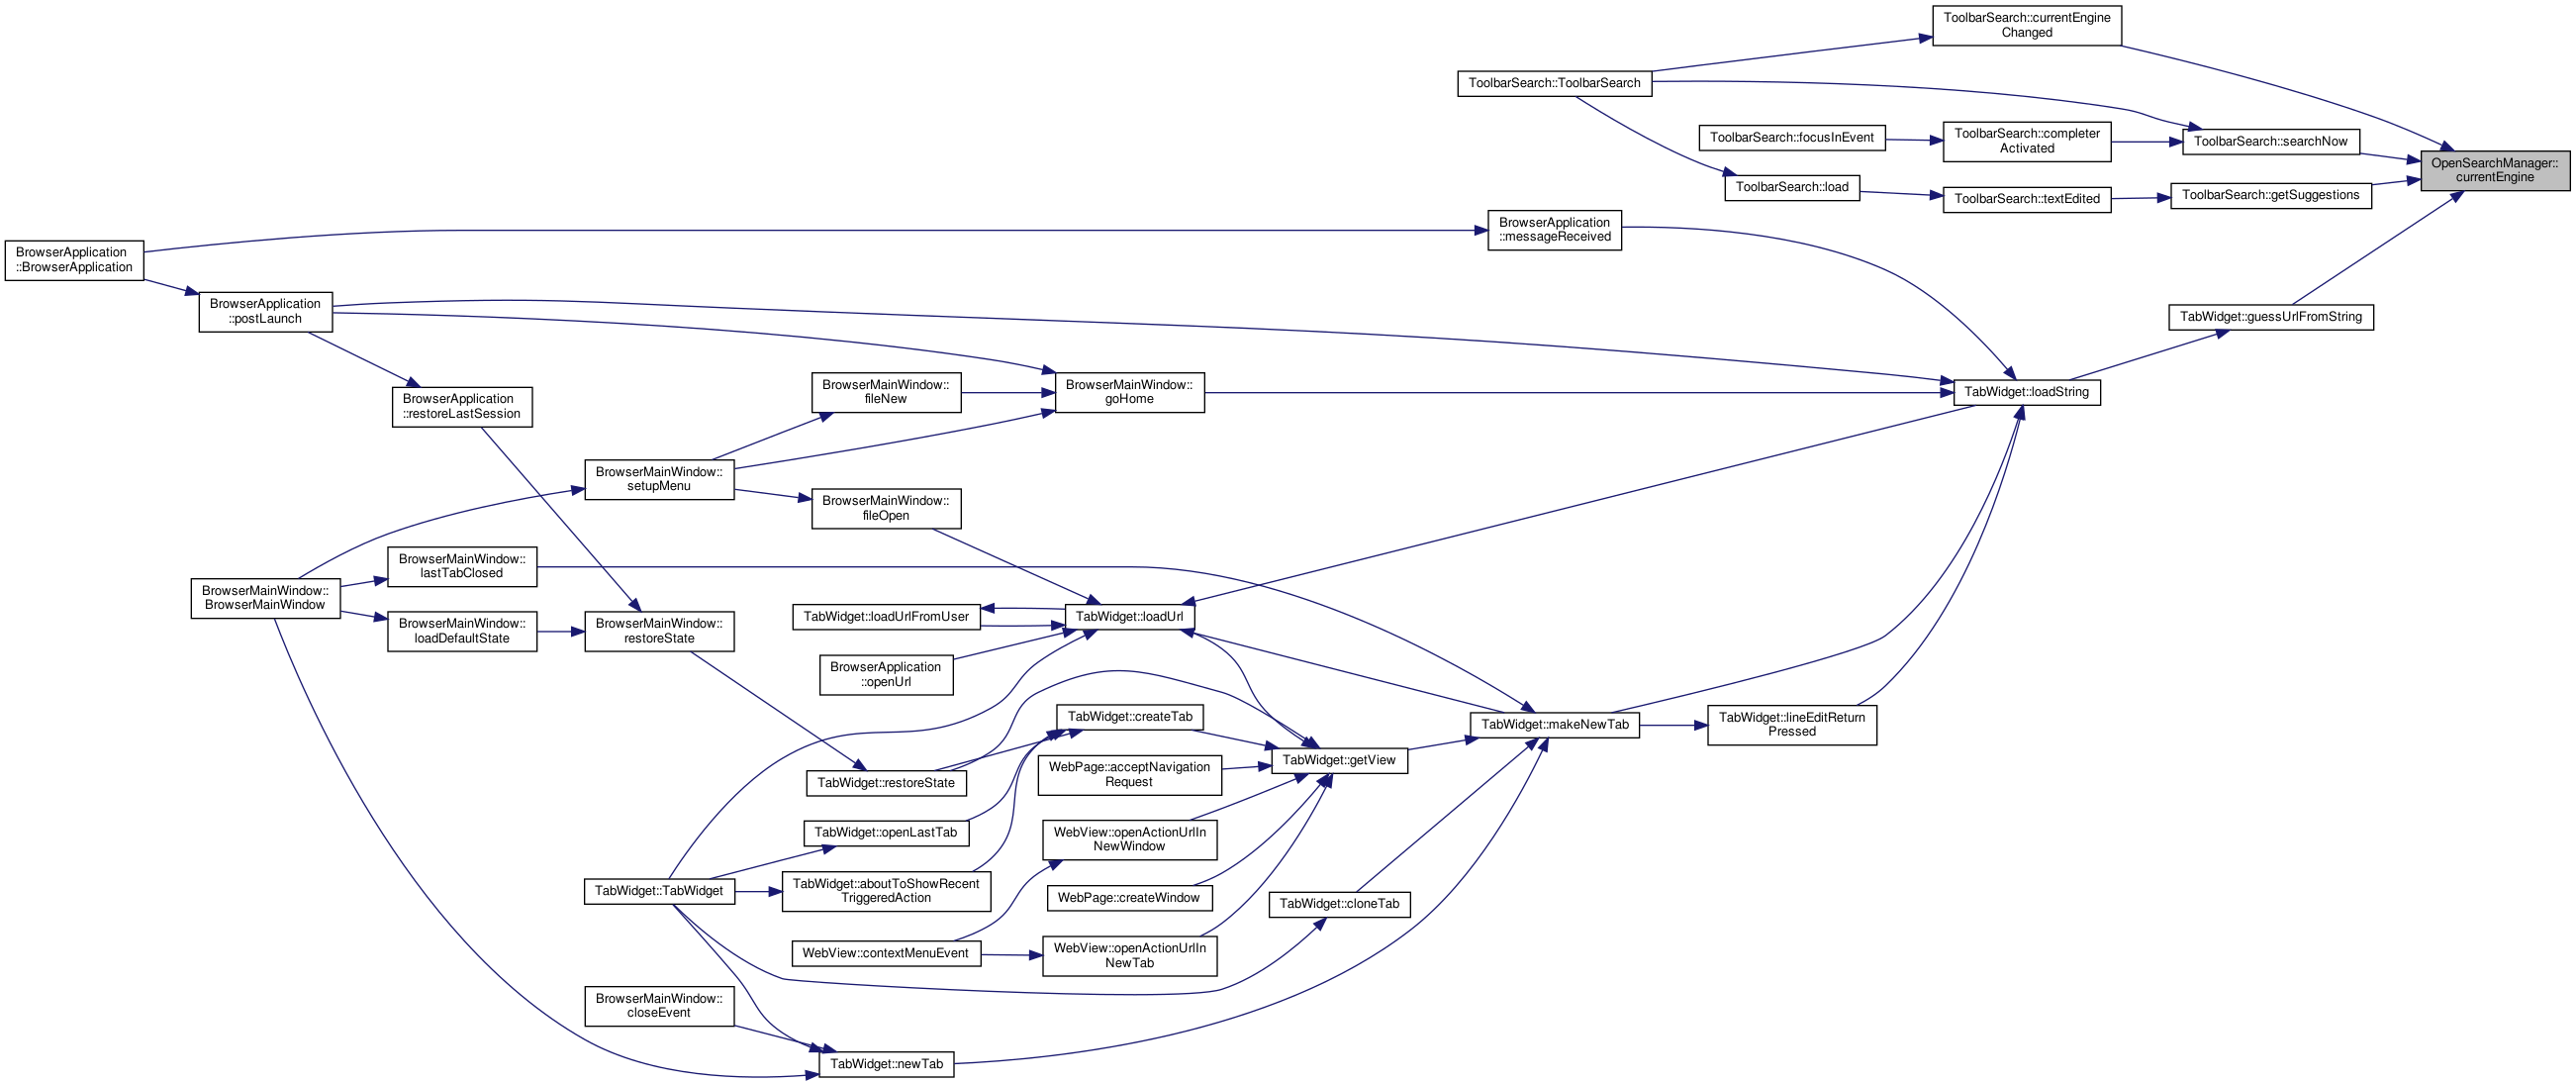 ToolbarSearch::currentEngine
Changed
ToolbarSearch::ToolbarSearch
ToolbarSearch::focusInEvent
ToolbarSearch::completer
Activated
ToolbarSearch::searchNow
OpenSearchManager::
currentEngine
ToolbarSearch::load
ToolbarSearch::textEdited
ToolbarSearch::getSuggestions
BrowserApplication
::messageReceived
BrowserApplication
::BrowserApplication
BrowserApplication
::postLaunch
TabWidget::guessUrlFromString
BrowserApplication
::restoreLastSession
BrowserMainWindow::
fileNew
BrowserMainWindow::
goHome
TabWidget::loadString
BrowserMainWindow::
setupMenu
BrowserMainWindow::
fileOpen
BrowserMainWindow::
lastTabClosed
BrowserMainWindow::
BrowserMainWindow
BrowserMainWindow::
loadDefaultState
BrowserMainWindow::
restoreState
TabWidget::loadUrlFromUser
TabWidget::loadUrl
BrowserApplication
::openUrl
TabWidget::createTab
TabWidget::makeNewTab
TabWidget::lineEditReturn
Pressed
TabWidget::getView
WebPage::acceptNavigation
Request
TabWidget::restoreState
TabWidget::openLastTab
WebView::openActionUrlIn
NewWindow
TabWidget::TabWidget
TabWidget::aboutToShowRecent
TriggeredAction
WebPage::createWindow
TabWidget::cloneTab
WebView::contextMenuEvent
WebView::openActionUrlIn
NewTab
BrowserMainWindow::
closeEvent
TabWidget::newTab